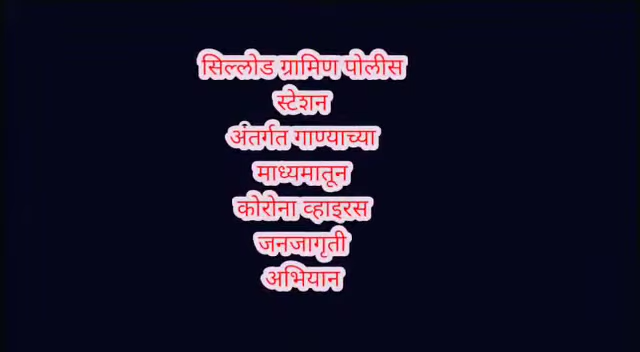 सिल्लोड ग्रामिण पोलीस
स्टेशन
अंतर्गत गाण्याच्या
माध्यमातून
कोरोना व्हाइरस
जनजागृती
अभियान